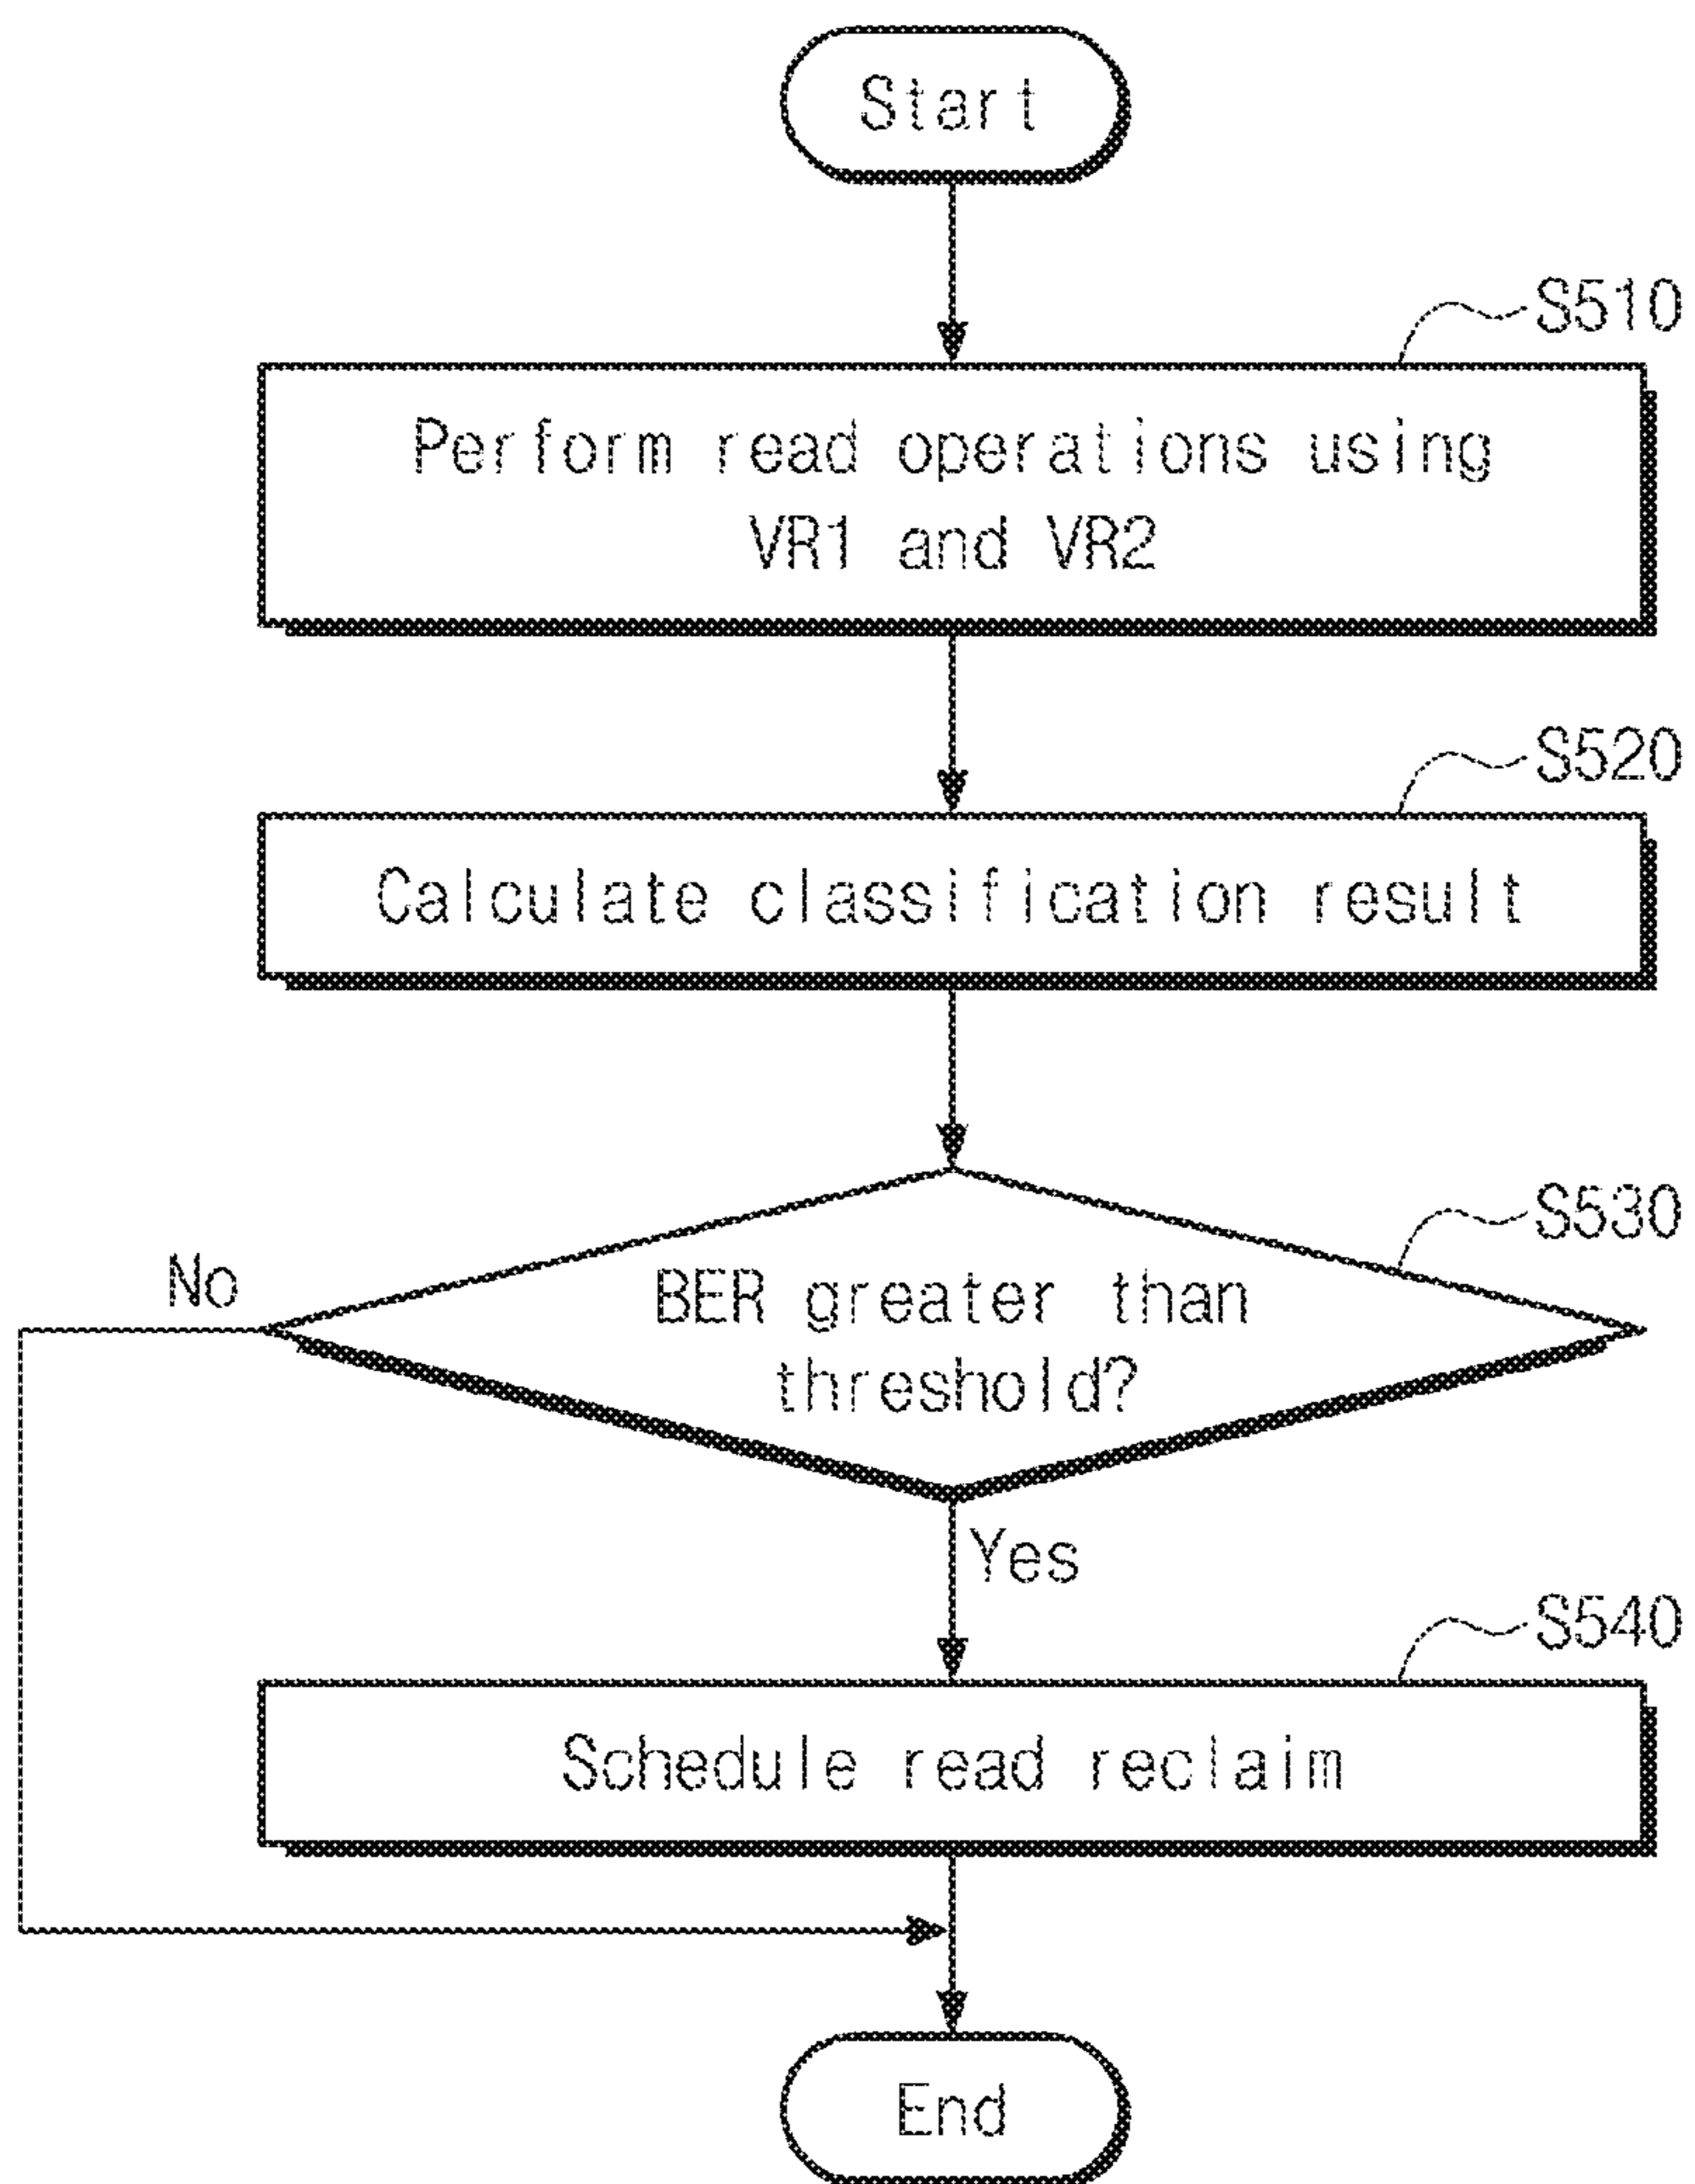 Start
S510
Perform read operations using
VR1 and VR2
S520
Calculate classification result
S530
No
BER greater than
threshold?
Yes
S540
Schedule read reclaim
End